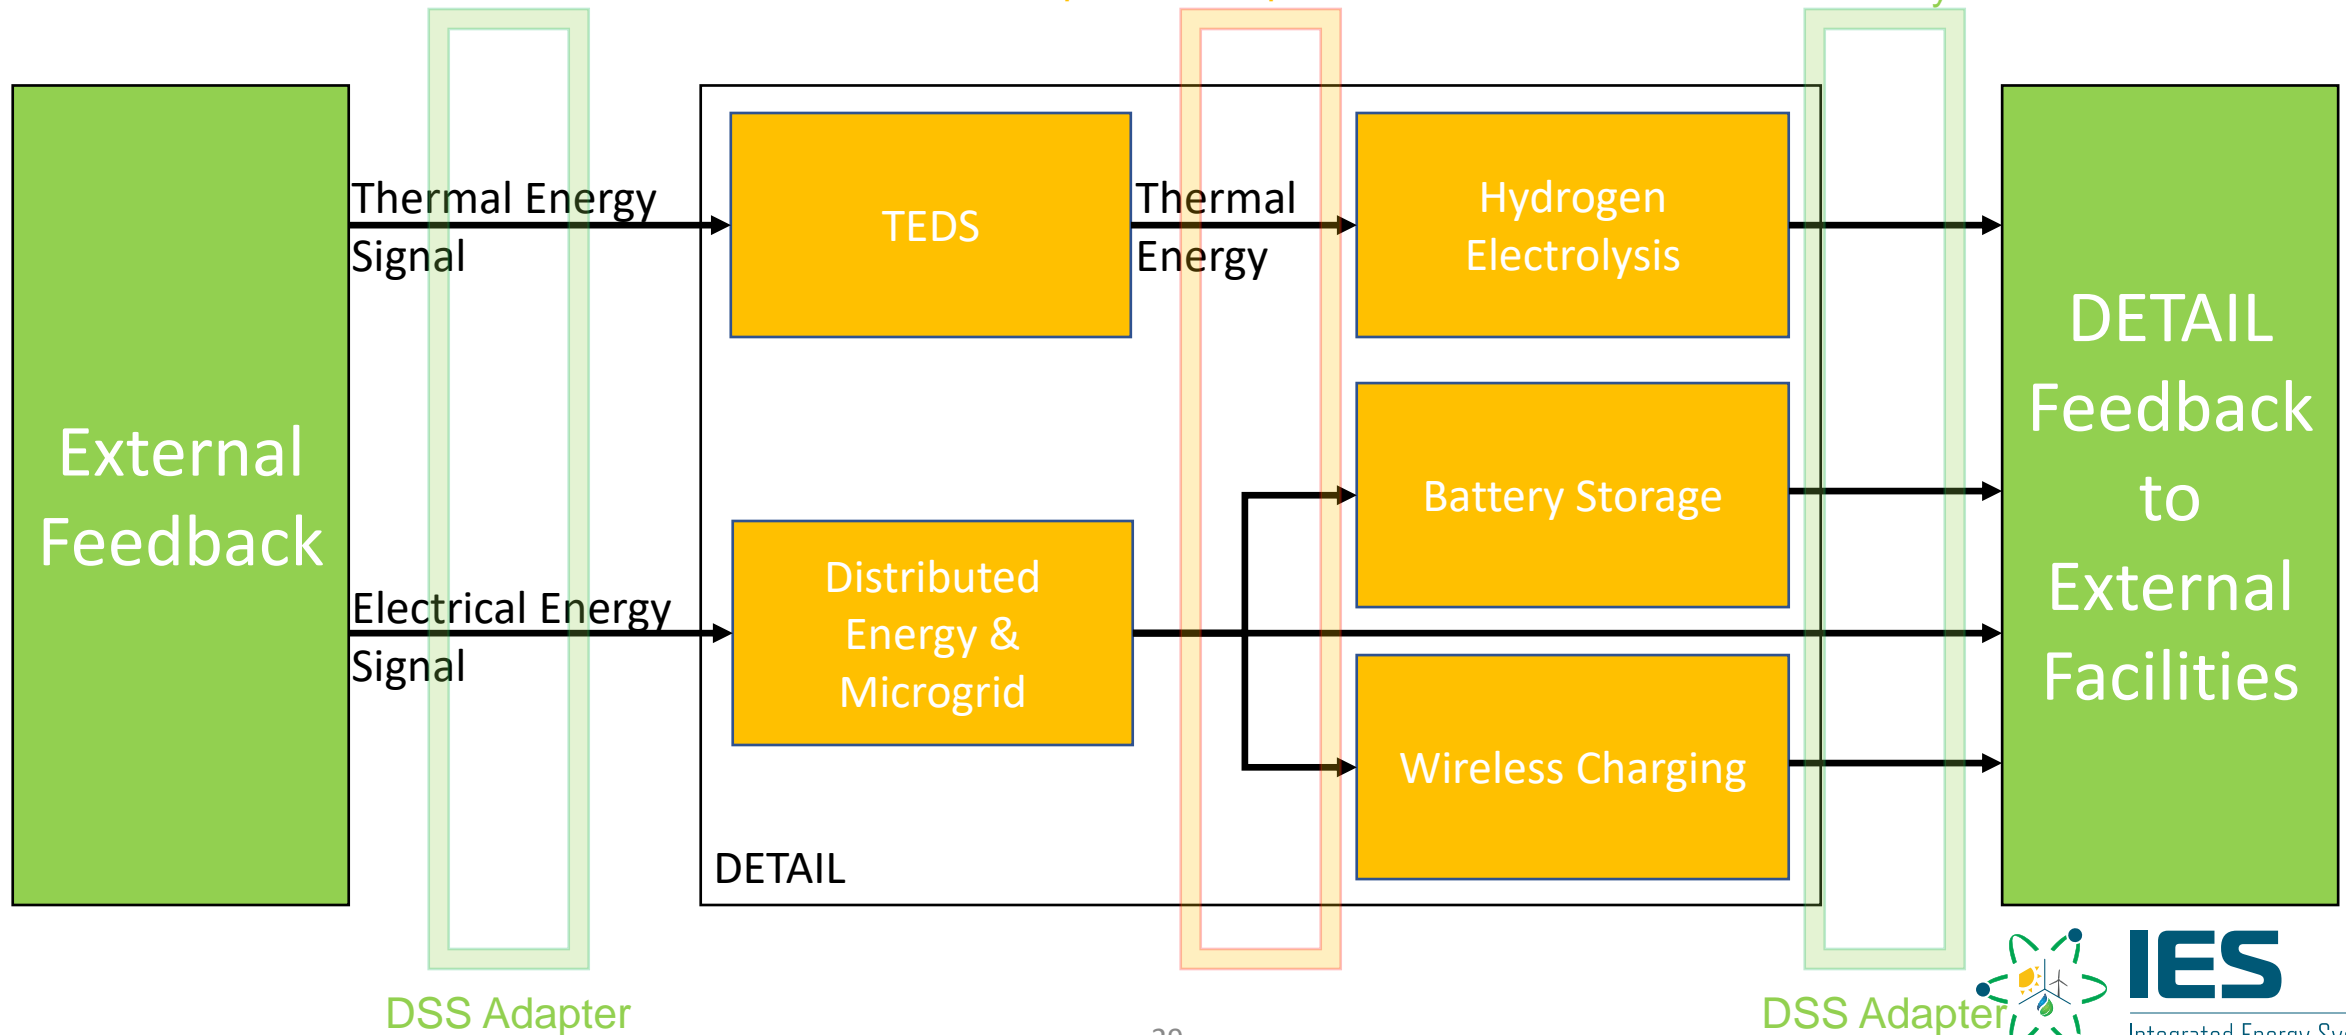 External
Feedback
Thermal Energy
Signal
Electrical Energy
Signal
TEDS
Thermal
Energy
Distributed
Energy &
Microgrid
Hydrogen
Electrolysis
Battery Storage
Wireless Charging
DETAIL
DETAIL
Feedback
to
External
Facilities
DSS Adapter
DSS Adapter
IES